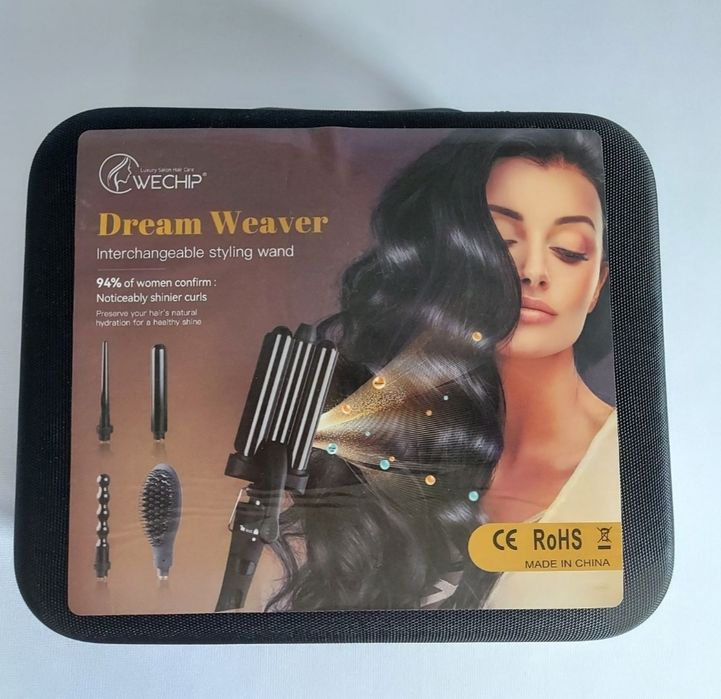 Luxury Salon Hair Care
WECHIP®
Dream Weaver
Interchangeable styling wand
94% of women confirm :
Noticeably shinier curls
Preserve your hair's natural
hydration for a healthy shine
CE RoHS
MADE IN CHINA